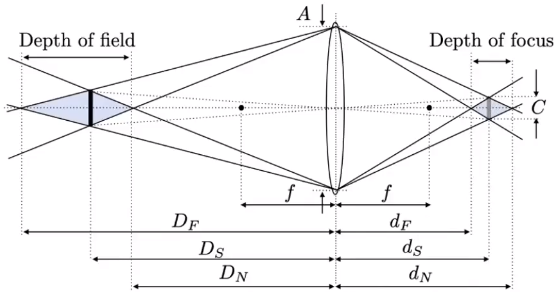 A
Depth of field
Depth of focus
C
f
f
D_F
d_F
D_S
d_S
D_N
d_N